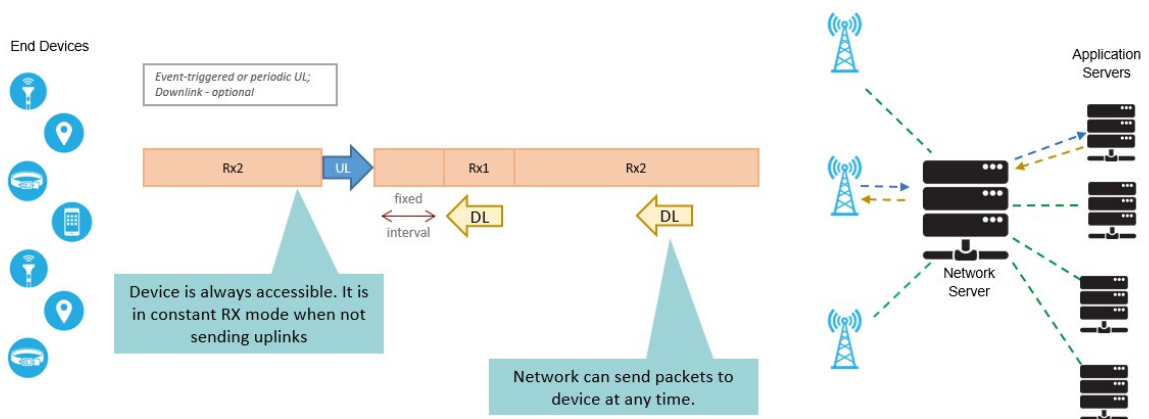 End Devices
Event-triggered or periodic UL;
Downlink - optional
Rx2
UL
Rx1
Rx2
fixed
interval
DL
DL
Device is always accessible. It is
in constant RX mode when not
sending uplinks
Network can send packets to
device at any time.
Network
Server
Application
Servers